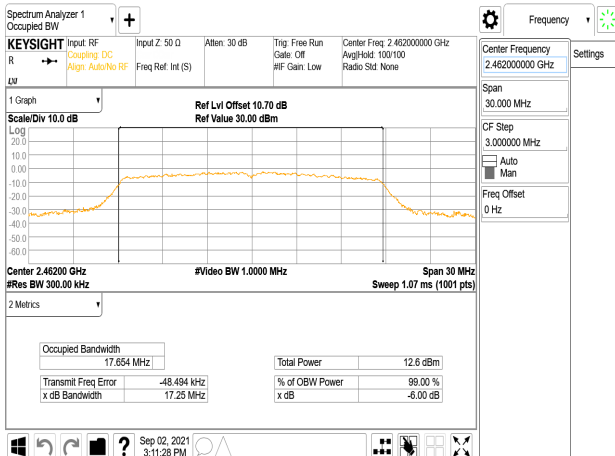 Spectrum Analyzer 1
Occupied BW
Frequency
KEYSIGHT
R
LXI
Input: RF
Coupling: DC
Align: Auto/No RF
Input Z: 50 Ω
Freq Ref: Int (S)
Atten: 30 dB
Trig: Free Run
Gate: Off
#IF Gain: Low
Center Freq: 2.462000000 GHz
Avg|Hold: 100/100
Radio Std: None
Center Frequency
2.462000000 GHz
Settings
Span
30.000 MHz
CF Step
3.000000 MHz
Auto
Man
Freq Offset
0 Hz
1 Graph
Scale/Div 10.0 dB
Ref Lvl Offset 10.70 dB
Ref Value 30.00 dBm
Log
20.0
10.0
0.00
-10.0
-20.0
-30.0
-40.0
-50.0
-60.0
Center 2.46200 GHz
#Video BW 1.0000 MHz
Span 30 MHz
#Res BW 300.00 kHz
Sweep 1.07 ms (1001 pts)
2 Metrics
Occupied Bandwidth
17.654 MHz
Total Power 12.6 dBm
Transmit Freq Error -48.494 kHz
% of OBW Power 99.00 %
x dB Bandwidth 17.25 MHz
x dB -6.00 dB
?
Sep 02, 2021
3:11:28 PM